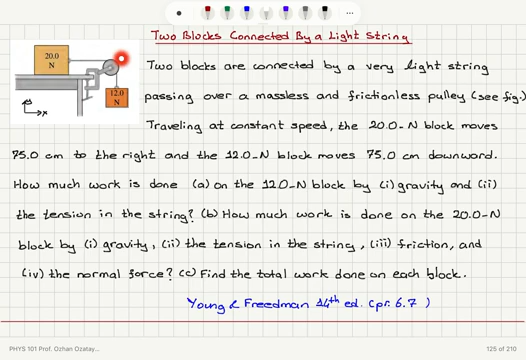 Two Blocks Connected By a Light String
20.0
N
12.0
N
y
x
Two blocks are connected by a very light string
passing over a massless and frictionless pulley (see fig.)
Traveling at constant speed, the 20.0-N block moves
75.0 cm to the right and the 12.0-N block moves 75.0 cm downward.
How much work is done (a) on the 12.0-N block by (i) gravity and (ii)
the tension in the string? (b) How much work is done on the 20.0-N
block by (i) gravity, (ii) the tension in the string, (iii) friction, and
(iv) the normal force? (c) Find the total work done on each block.
Young & Freedman 14th ed. (pr. 6.7)
PHYS 101 Prof. Ozhan Ozatay...
125 of 210